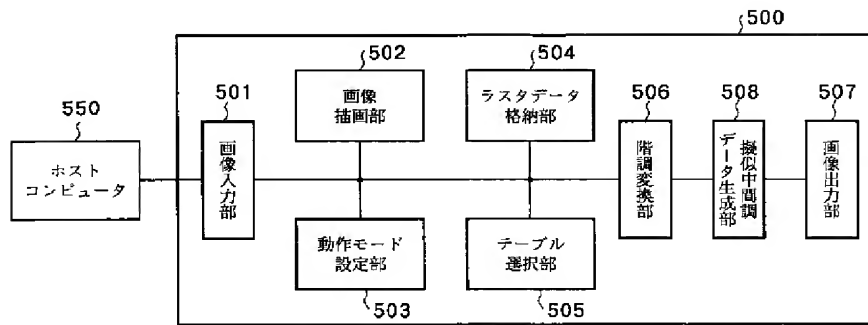 500
502
504
550
501
506
508
507
画像
描画部
ラスタデータ
格納部
ホスト
コンピュータ
画像入力部
階調変換部
擬似中間調
データ生成部
画像出力部
動作モード
設定部
テーブル
選択部
503
505